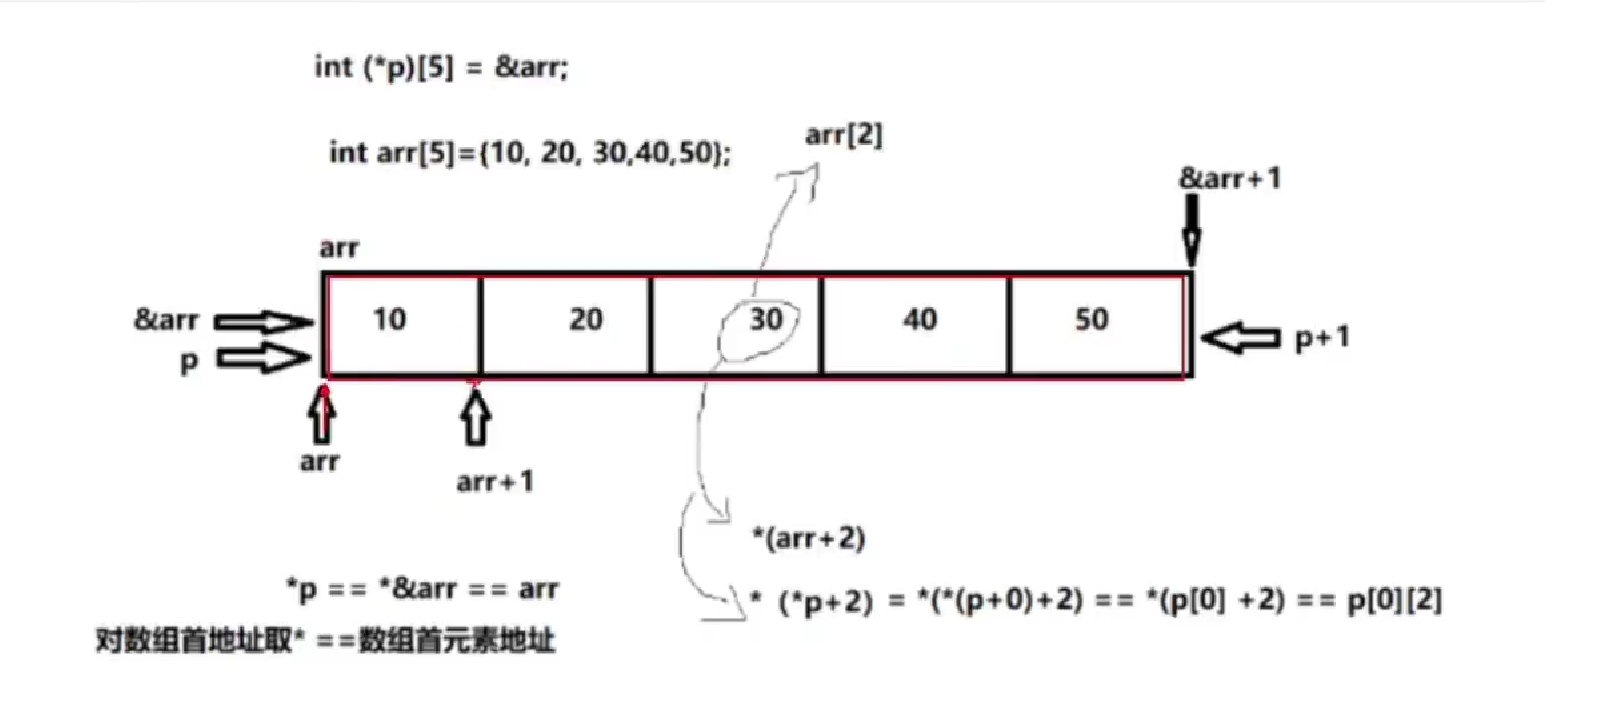 int (*p)[5] = &arr;
int arr[5]={10, 20, 30,40,50};
arr[2]
&arr+1
arr
&arr
p
10
20
30
40
50
p+1
arr
arr+1
*(arr+2)
*p == *&arr == arr
* (*p+2) = *(*(p+0)+2) == *(p[0] +2) == p[0][2]
对数组首地址取* ==数组首元素地址